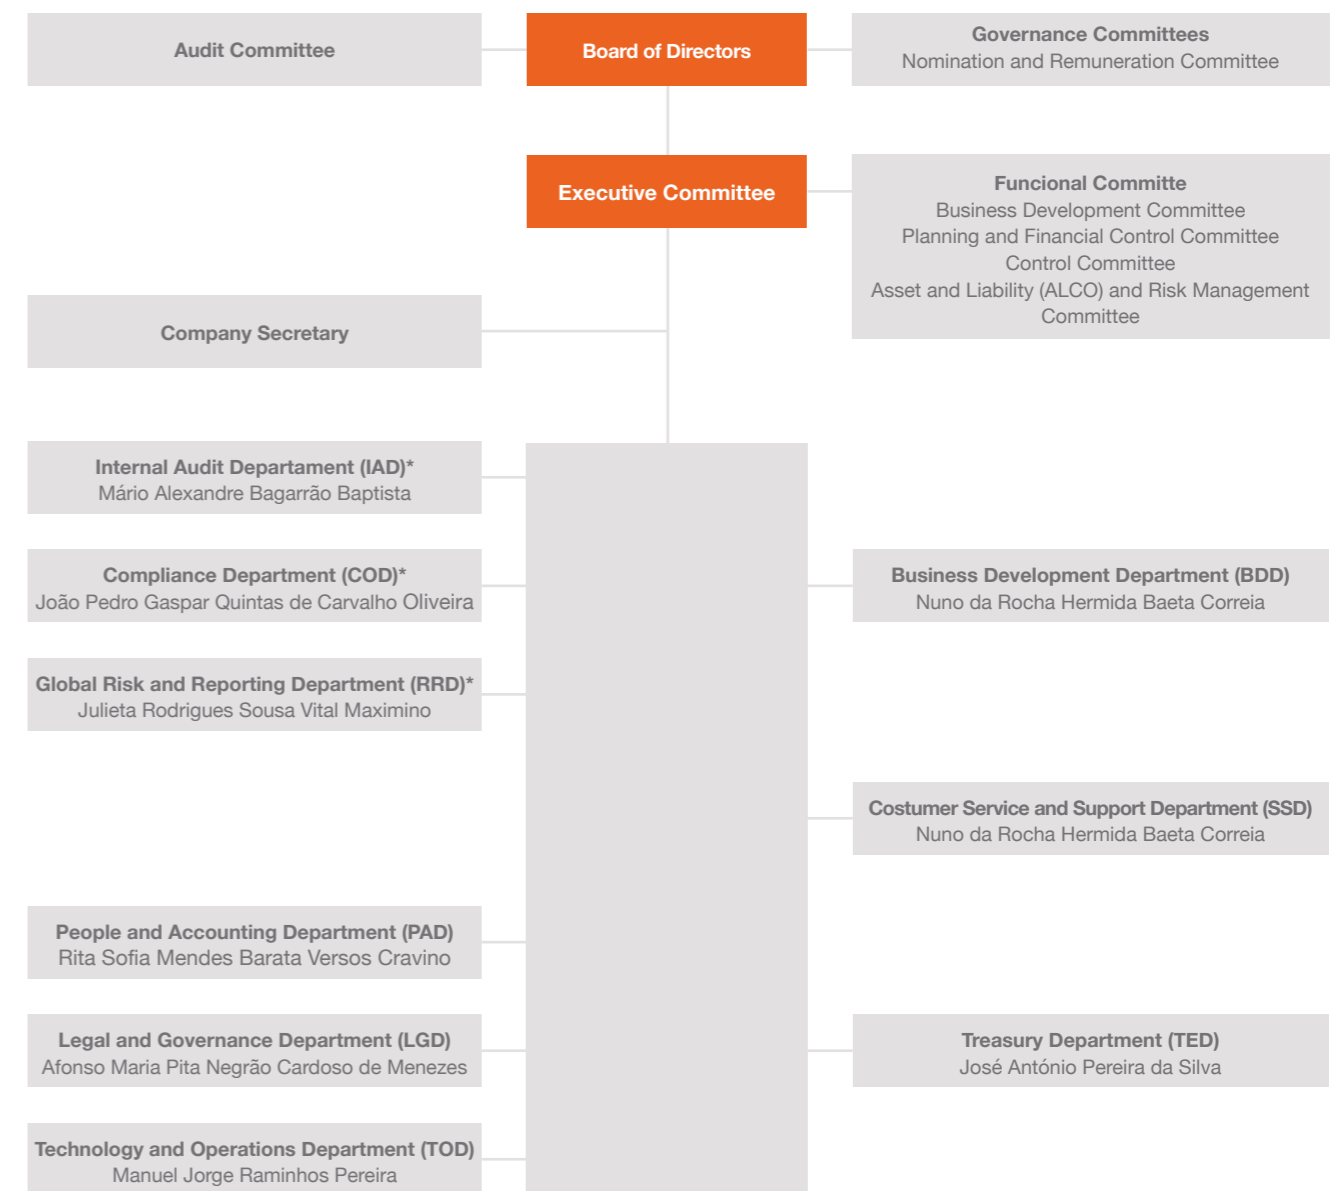 Audit Committee
Board of Directors
Governance Committees
Nomination and Remuneration Committee
Executive Committee
Funcional Committe
Business Development Committee
Planning and Financial Control Committee
Control Committee
Asset and Liability (ALCO) and Risk Management
Committee
Company Secretary
Internal Audit Departament (IAD)*
Mário Alexandre Bagarrão Baptista
Compliance Department (COD)*
João Pedro Gaspar Quintas de Carvalho Oliveira
Business Development Department (BDD)
Nuno da Rocha Hermida Baeta Correia
Global Risk and Reporting Department (RRD)*
Julieta Rodrigues Sousa Vital Maximino
Costumer Service and Support Department (SSD)
Nuno da Rocha Hermida Baeta Correia
People and Accounting Department (PAD)
Rita Sofia Mendes Barata Versos Cravino
Legal and Governance Department (LGD)
Afonso Maria Pita Negrão Cardoso de Menezes
Treasury Department (TED)
José António Pereira da Silva
Technology and Operations Department (TOD)
Manuel Jorge Raminhos Pereira